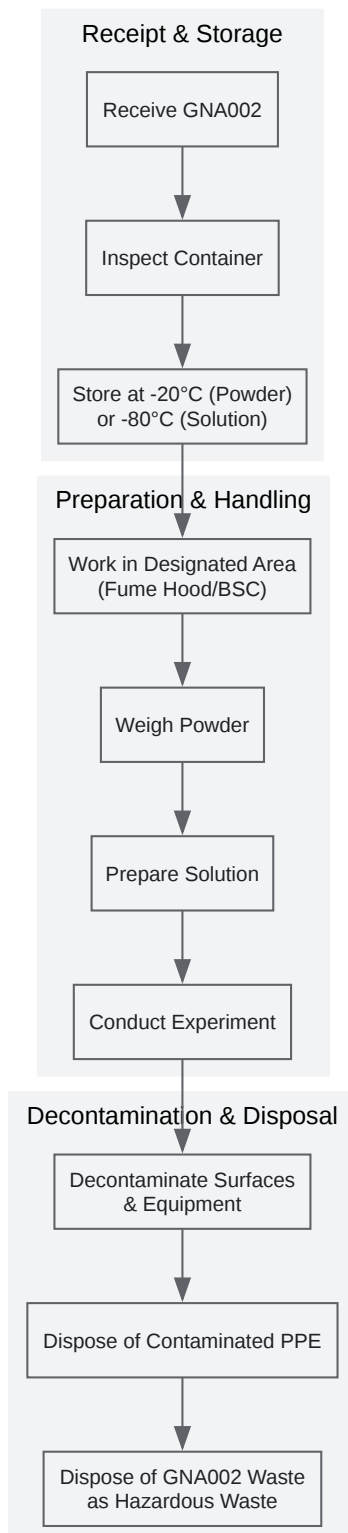 Receipt & Storage
Receive GNA002
Inspect Container
Store at -20°C (Powder)
or -80°C (Solution)
Preparation & Handling
Work in Designated Area
(Fume Hood/BSC)
Weigh Powder
Prepare Solution
Conduct Experiment
Decontamination & Disposal
Decontaminate Surfaces
& Equipment
Dispose of Contaminated PPE
Dispose of GNA002 Waste
as Hazardous Waste